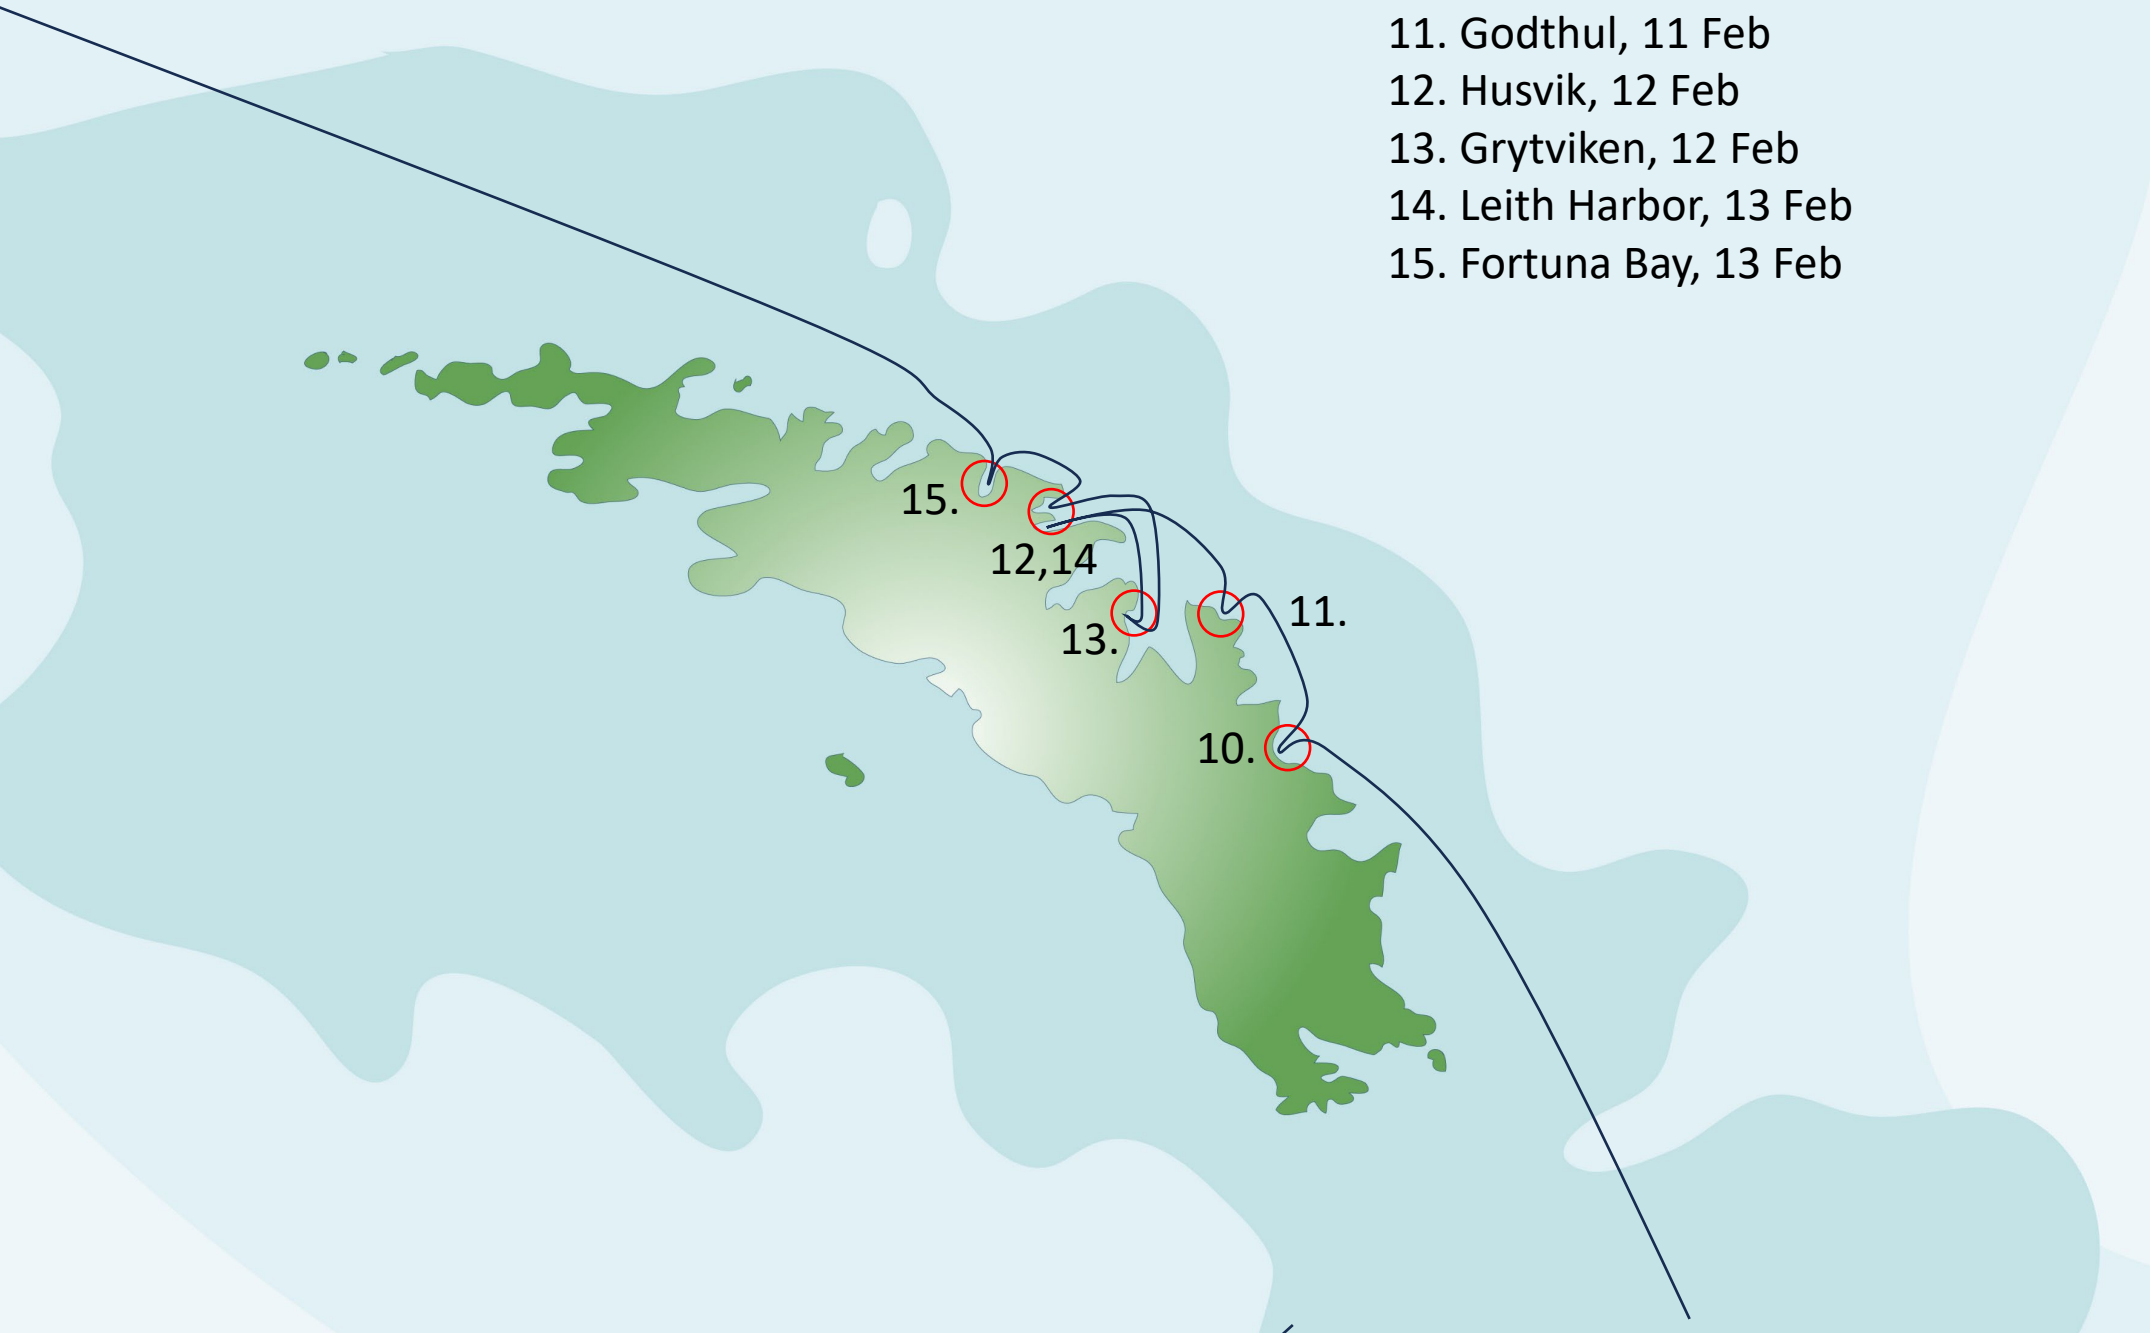 11. Godthul, 11 Feb
12. Husvik, 12 Feb
13. Grytviken, 12 Feb
14. Leith Harbor, 13 Feb
15. Fortuna Bay, 13 Feb
15.
12,14
11.
13.
10.